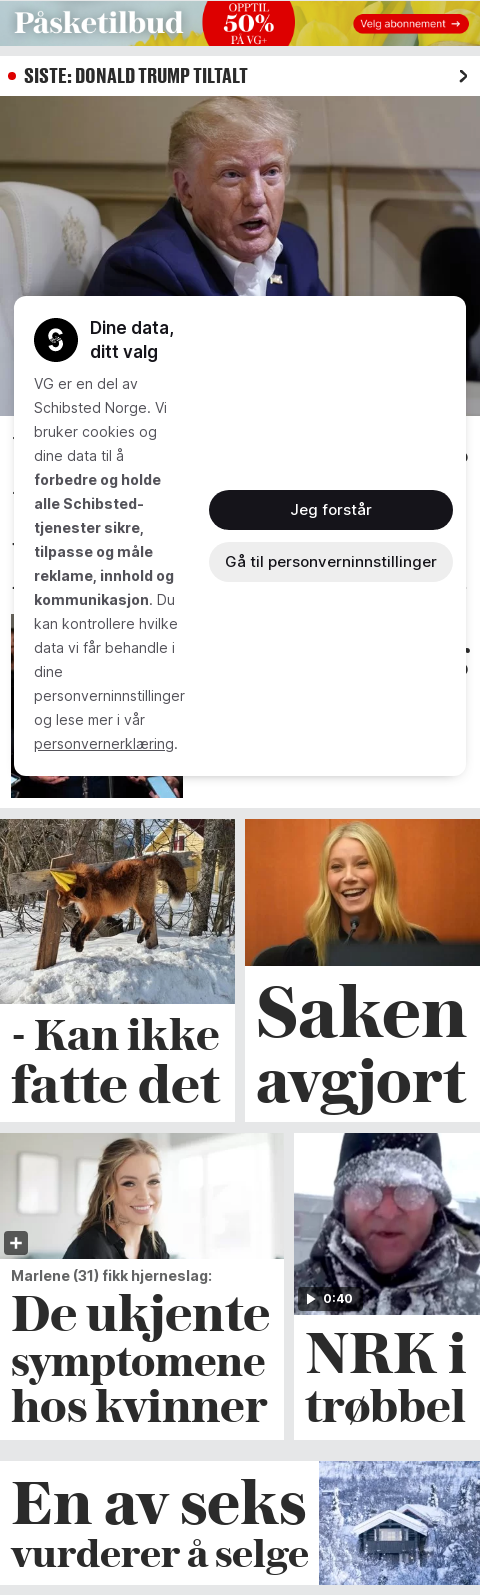 Påsketilbud
OPPTIL
50%
PÅ VG+
Velg abonnement →
SISTE: DONALD TRUMP TILTALT
Dine data,
ditt valg
VG er en del av
Schibsted Norge. Vi
bruker cookies og
dine data til å
forbedre og holde
alle Schibsted-
tjenester sikre,
tilpasse og måle
reklame, innhold og
kommunikasjon. Du
kan kontrollere hvilke
data vi får behandle i
dine
personverninnstillinger
og lese mer i vår
personvernerklæring.
Jeg forstår
Gå til personverninnstillinger
- Kan ikke
fatte det
Saken
avgjort
Marlene (31) fikk hjerneslag:
De ukjente
symptomene
hos kvinner
0:40
NRK i
trøbbel
En av seks
vurderer å selge